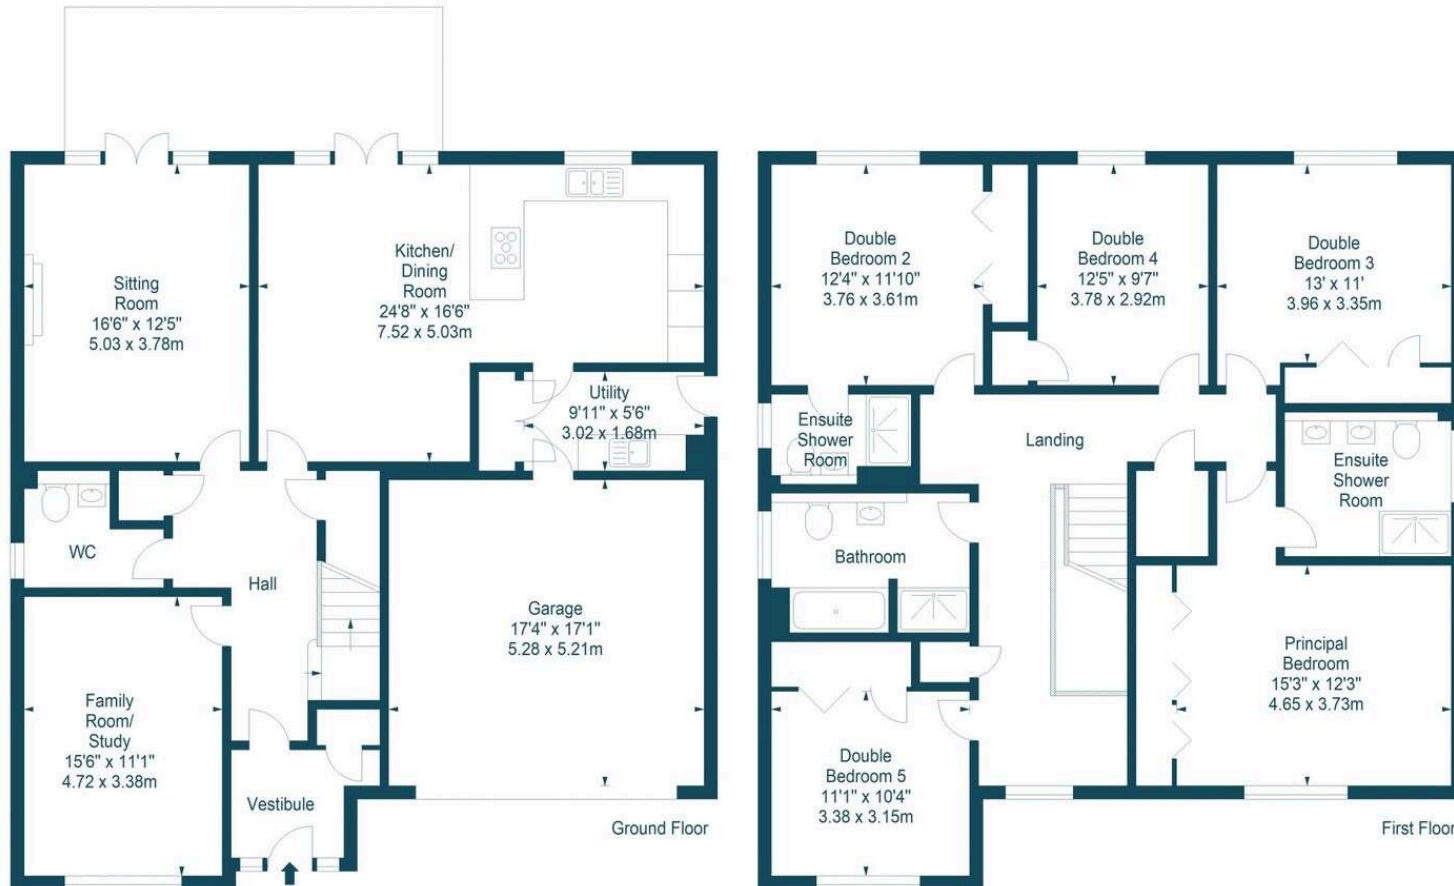 Sitting
Room
16'6" x 12'5"
5.03 x 3.78m
Kitchen/
Dining
Room
24'8" x 16'6"
7.52 x 5.03m
Utility
9'11" x 5'6"
3.02 x 1.68m
WC
Hall
Garage
17'4" x 17'1"
5.28 x 5.21m
Family
Room/
Study
15'6" x 11'1"
4.72 x 3.38m
Vestibule
Ground Floor
Double
Bedroom 2
12'4" x 11'10"
3.76 x 3.61m
Double
Bedroom 4
12'5" x 9'7"
3.78 x 2.92m
Double
Bedroom 3
13' x 11'
3.96 x 3.35m
Ensuite
Shower
Room
Landing
Ensuite
Shower
Room
Bathroom
Principal
Bedroom
15'3" x 12'3"
4.65 x 3.73m
Double
Bedroom 5
11'1" x 10'4"
3.38 x 3.15m
First Floor